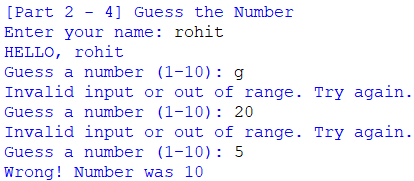 [Part 2 - 4] Guess the Number
Enter your name: rohit
HELLO, rohit
Guess a number (1-10): g
Invalid input or out of range. Try again.
Guess a number (1-10): 20
Invalid input or out of range. Try again.
Guess a number (1-10): 5
Wrong! Number was 10